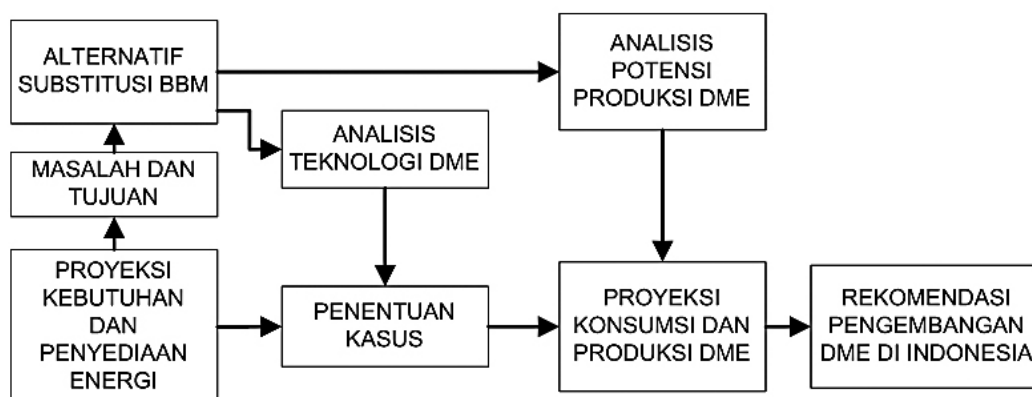 ALTERNATIF
SUBSTITUSI BBM
ANALISIS
POTENSI
PRODUKSI DME
ANALISIS
TEKNOLOGI DME
MASALAH DAN
TUJUAN
PROYEKSI
KEBUTUHAN
DAN
PENYEDIAAN
ENERGI
PENENTUAN
KASUS
PROYEKSI
KONSUMSI DAN
PRODUKSI DME
REKOMENDASI
PENGEMBANGAN
DME DI INDONESIA